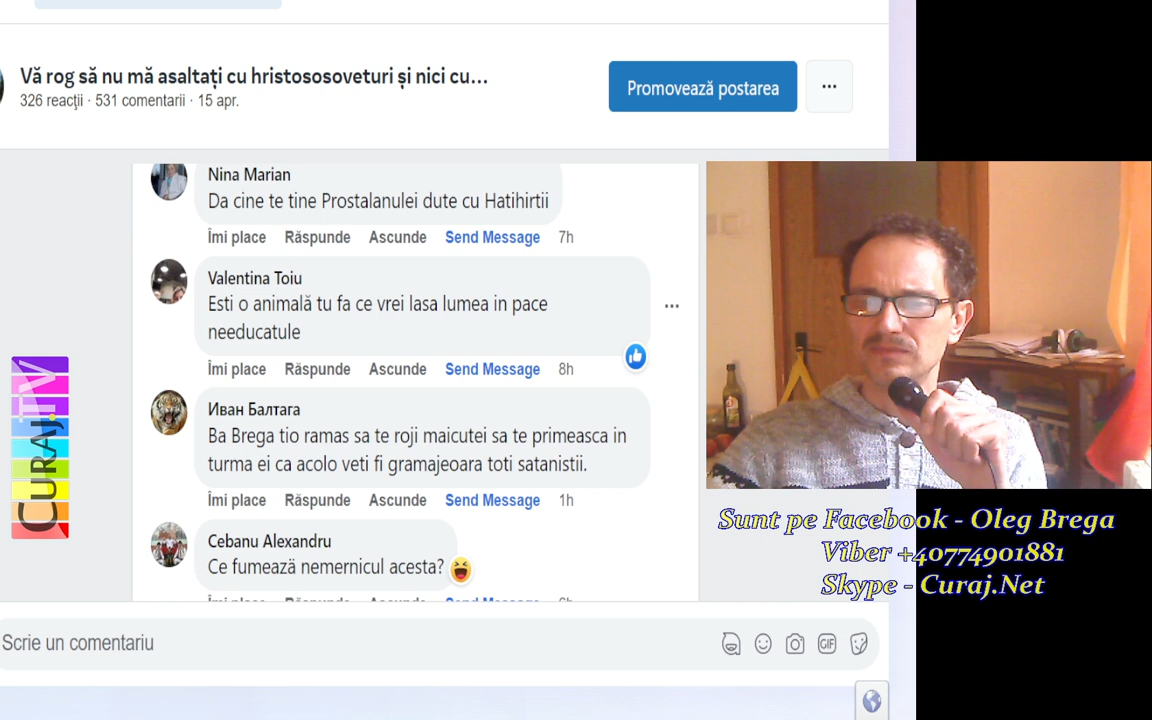 Vă rog să nu mă asaltați cu hristososoveturi și nici cu...
326 reacții · 531 comentarii · 15 apr.
Promovează postarea
Nina Marian
Da cine te tine Prostalanului dute cu Hatihirtii
Îmi place Răspunde Ascunde Send Message 7h
Valentina Toiu
Esti o animală tu fa ce vrei lasa lumea in pace
needucatule
Îmi place Răspunde Ascunde Send Message 8h
Иван Балтага
Ba Brega tio ramas sa te roji maicutei sa te primeasca in
turma ei ca acolo veti fi gramajeoara toti satanistii.
Îmi place Răspunde Ascunde Send Message 1h
Cebanu Alexandru
Ce fumează nemernicul acesta?
Scrie un comentariu
GIF
CURAJ.TV
Sunt pe Facebook - Oleg Brega
Viber +40774901881
Skype - Curaj.Net